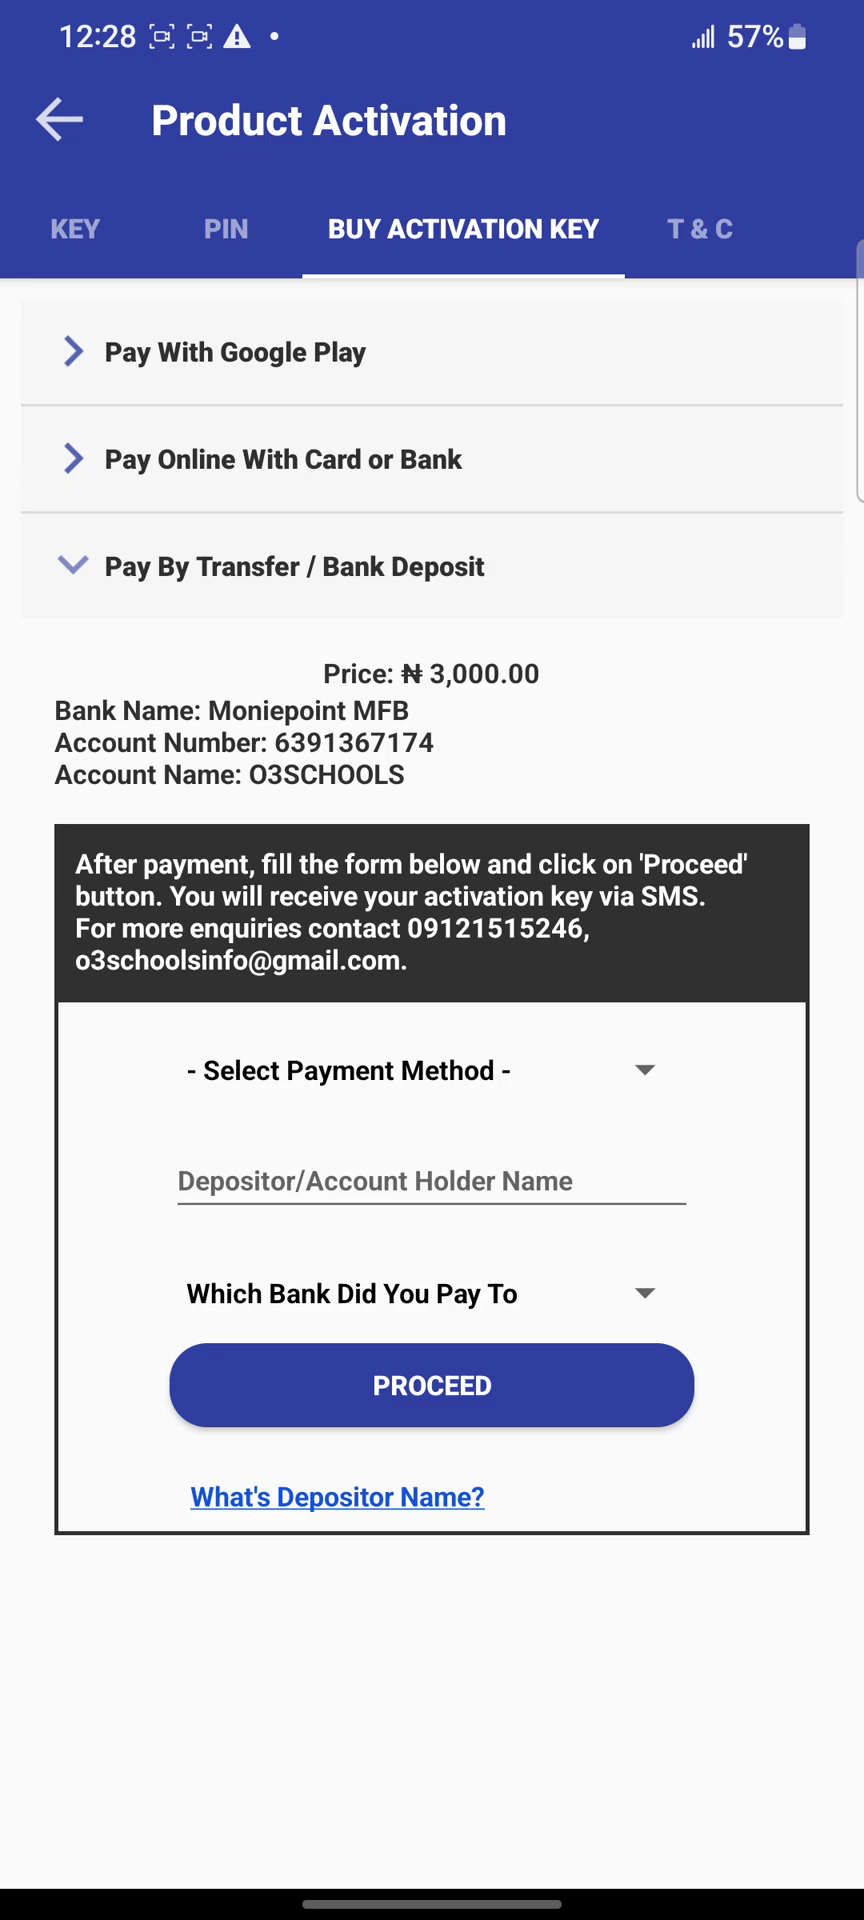 12:28
57%
Product Activation
KEY
PIN
BUY ACTIVATION KEY
T & C
Pay With Google Play
Pay Online With Card or Bank
Pay By Transfer / Bank Deposit
Price: ₦ 3,000.00
Bank Name: Moniepoint MFB
Account Number: 6391367174
Account Name: O3SCHOOLS
After payment, fill the form below and click on 'Proceed'
button. You will receive your activation key via SMS.
For more enquiries contact 09121515246,
o3schoolsinfo@gmail.com.
- Select Payment Method -
Depositor/Account Holder Name
Which Bank Did You Pay To
PROCEED
What's Depositor Name?